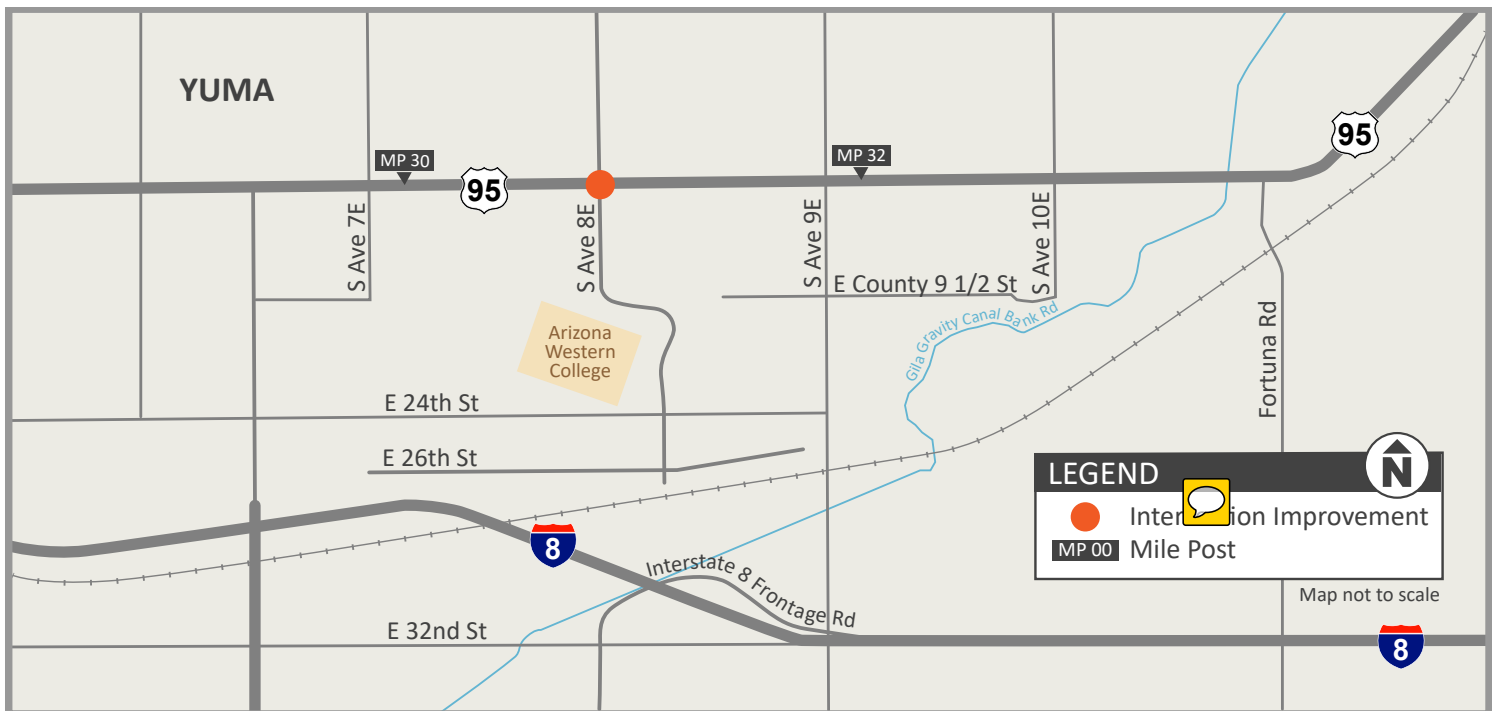 YUMA
MP 30
MP 32
95
95
S Ave 7E
S Ave 8E
S Ave 9E
S Ave 10E
E County 9 1/2 St
Gila Gravity Canal Bank Rd
Arizona
Western
College
Fortuna Rd
E 24th St
E 26th St
8
Interstate 8 Frontage Rd
E 32nd St
LEGEND
N
Improvement
MP 00 Mile Post
Map not to scale
8